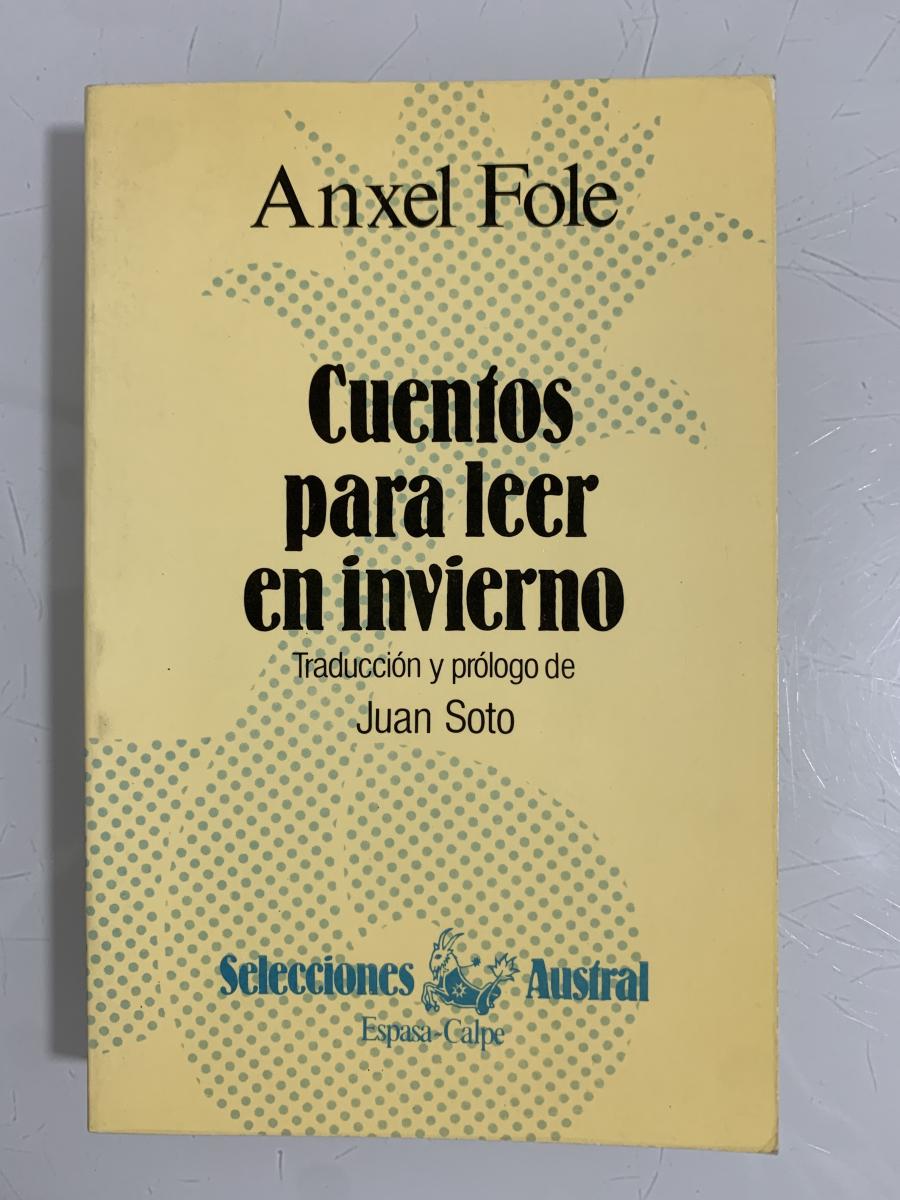 Anxel Fole
Cuentos
para leer
en invierno
Traducción y prólogo de
Juan Soto
Selecciones Austral
Espasa-Calpe